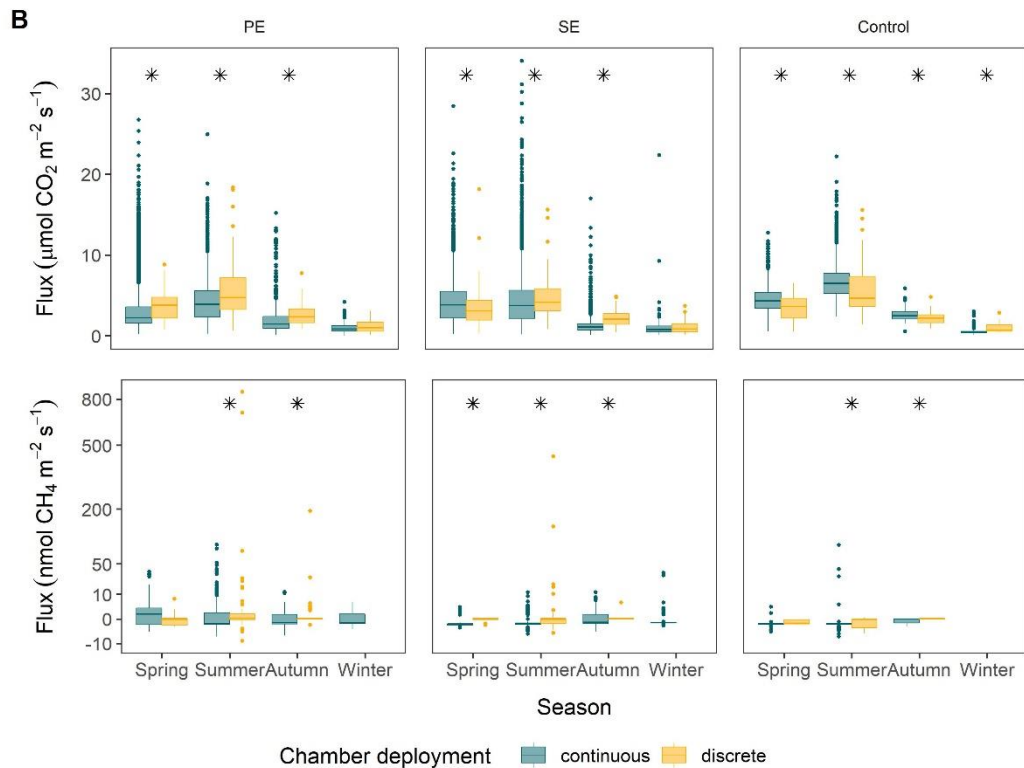 B
PE SE Control
Flux (μmol CO₂ m⁻² s⁻¹)
30
20
10
0
* * *
* * *
* * * *
Flux (nmol CH₄ m⁻² s⁻¹)
800
500
200
50
10
0
-10
* *
* * *
* *
Spring Summer Autumn Winter Spring Summer Autumn Winter Spring Summer Autumn Winter
Season
Chamber deployment continuous discrete